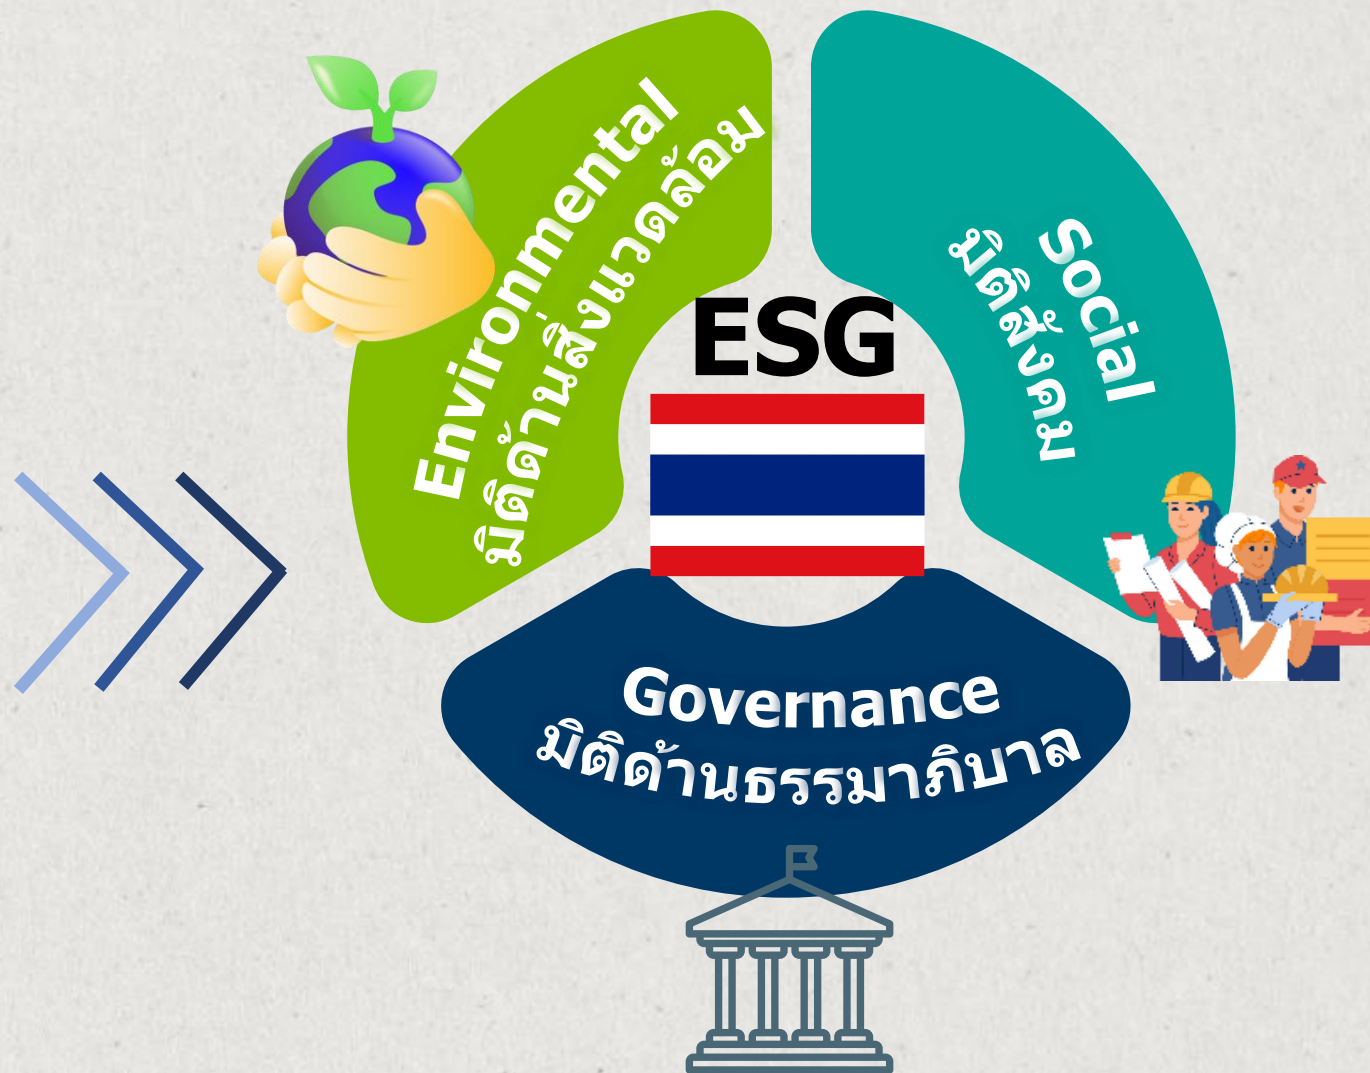 Environmental
มิติด้านสิ่งแวดล้อม
Social
มิติสังคม
ESG
Governance
มิติด้านธรรมาภิบาล